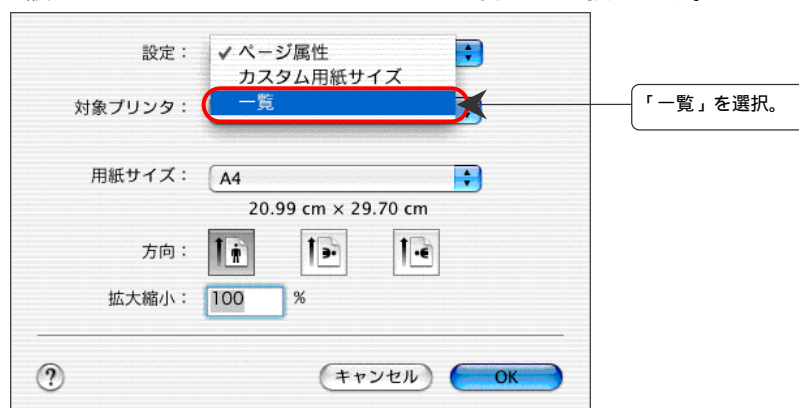 設定：
✓ ページ属性
カスタム用紙サイズ
一覧
対象プリンタ：
「一覧」を選択。
用紙サイズ：
A4
20.99 cm × 29.70 cm
方向：
拡大縮小：
100 %
?
キャンセル
OK